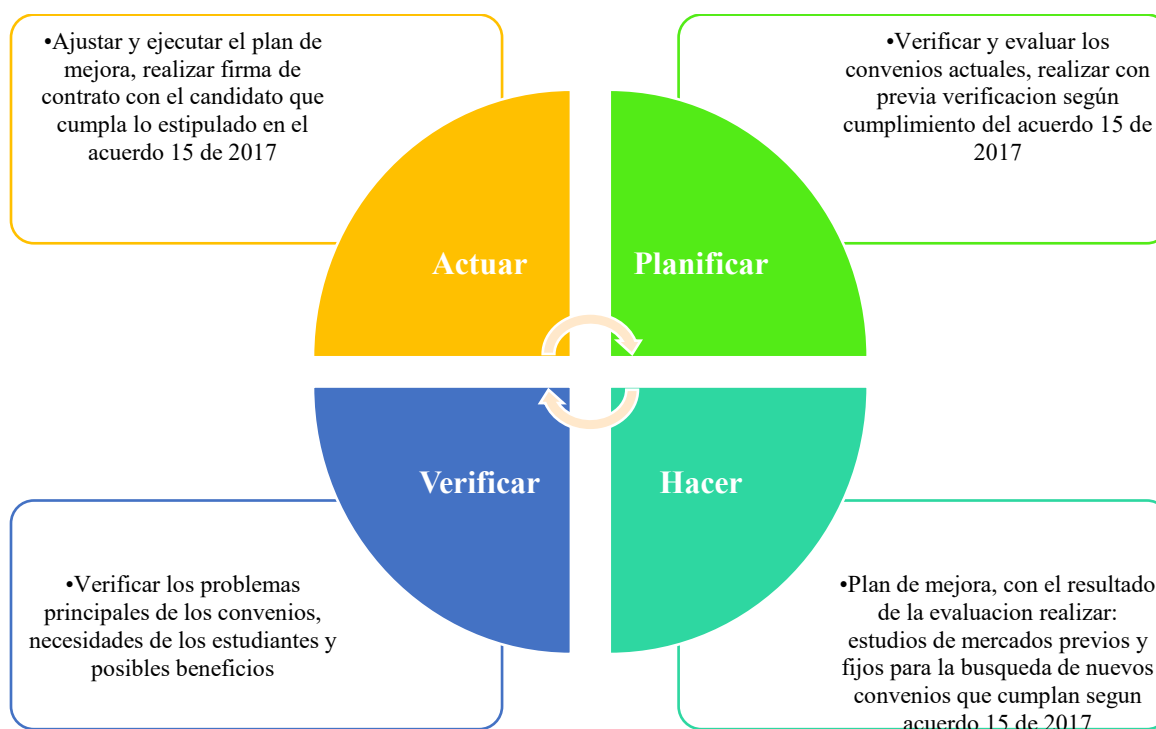 •Ajustar y ejecutar el plan de
mejora, realizar firma de
contrato con el candidato que
cumpla lo estipulado en el
acuerdo 15 de 2017
•Verificar y evaluar los
convenios actuales, realizar con
previa verificacion según
cumplimiento del acuerdo 15 de
2017
Actuar
Planificar
Verificar
Hacer
•Verificar los problemas
principales de los convenios,
necesidades de los estudiantes y
posibles beneficios
•Plan de mejora, con el resultado
de la evaluacion realizar:
estudios de mercados previos y
fijos para la busqueda de nuevos
convenios que cumplan segun
acuerdo 15 de 2017